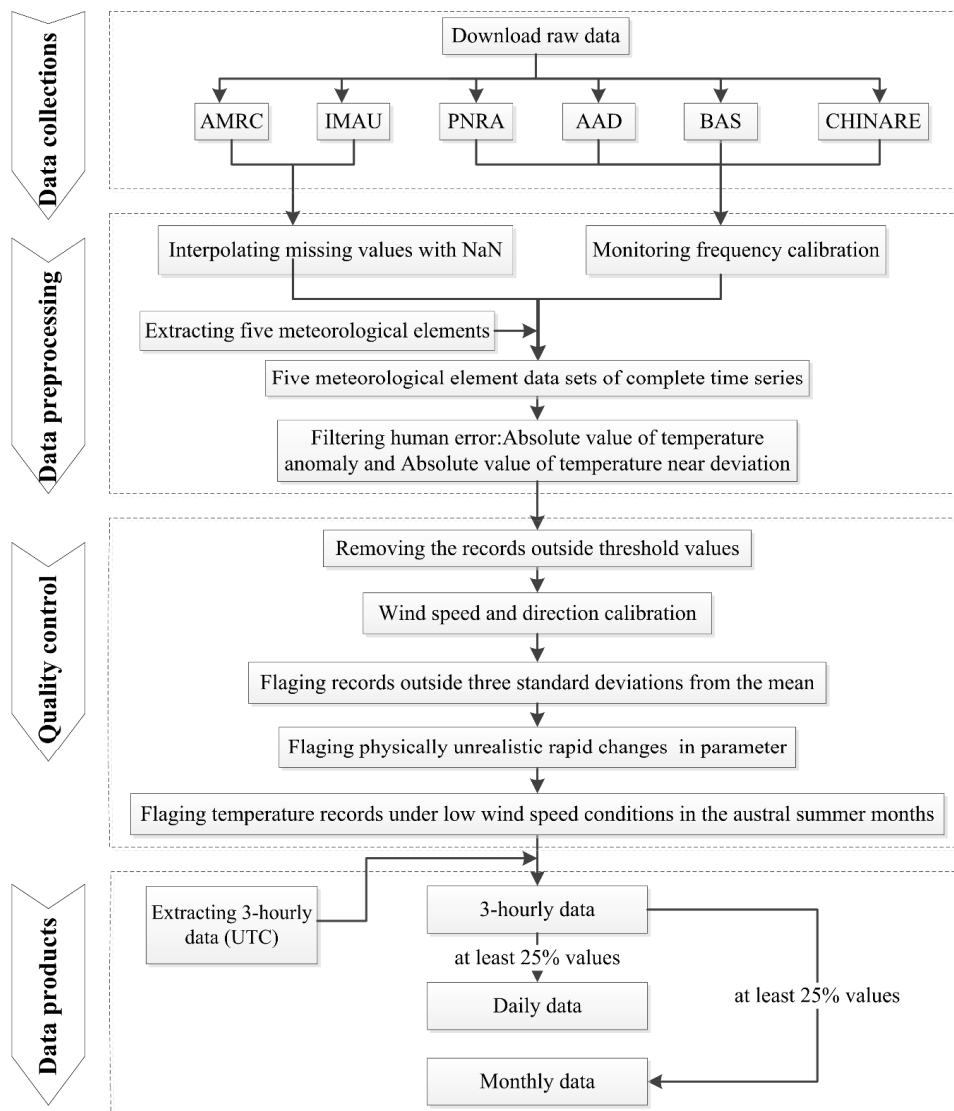 Data collections
Download raw data
AMRC
IMAU
PNRA
AAD
BAS
CHINARE
Data preprocessing
Interpolating missing values with NaN
Monitoring frequency calibration
Extracting five meteorological elements
Five meteorological element data sets of complete time series
Filtering human error:Absolute value of temperature
anomaly and Absolute value of temperature near deviation
Quality control
Removing the records outside threshold values
Wind speed and direction calibration
Flaging records outside three standard deviations from the mean
Flaging physically unrealistic rapid changes in parameter
Flaging temperature records under low wind speed conditions in the austral summer months
Data products
Extracting 3-hourly
data (UTC)
3-hourly data
at least 25% values
at least 25% values
Daily data
Monthly data